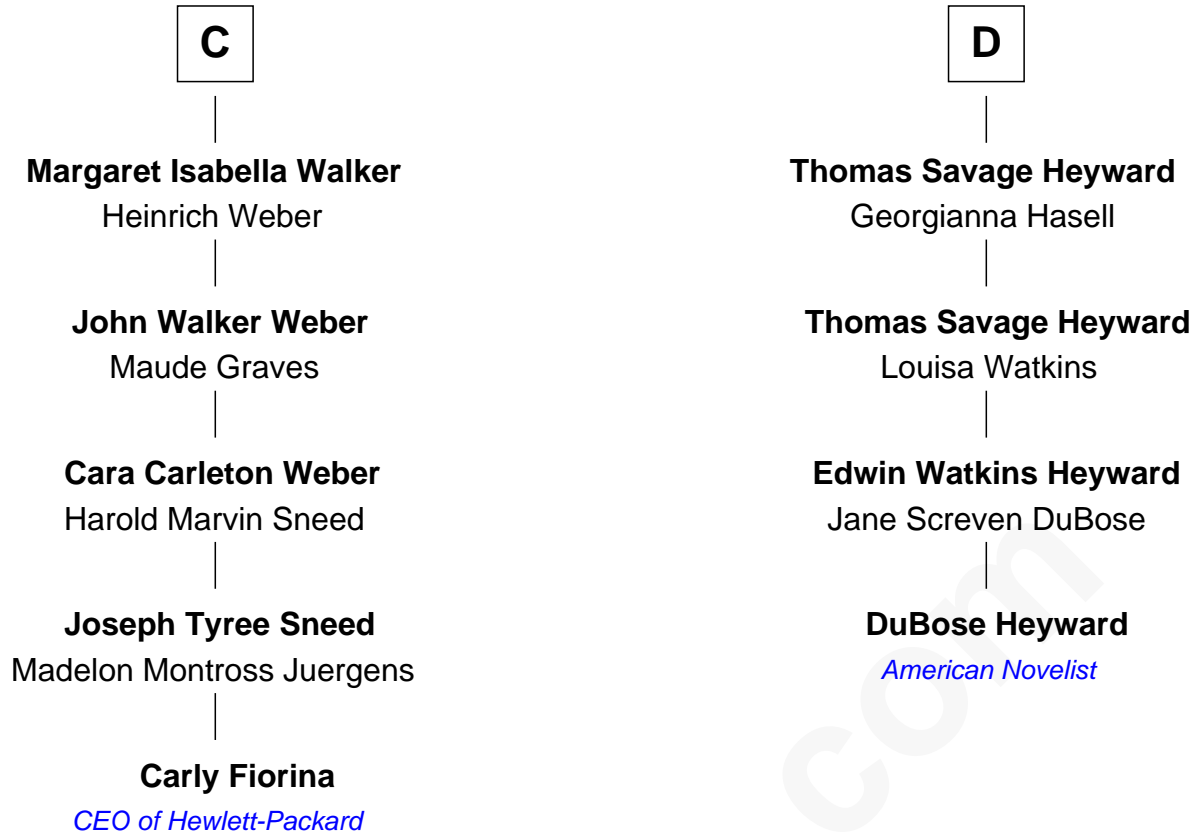 C
Margaret Isabella Walker
Heinrich Weber
John Walker Weber
Maude Graves
Cara Carleton Weber
Harold Marvin Sneed
Joseph Tyree Sneed
Madelon Montross Juergens
Carly Fiorina
CEO of Hewlett-Packard
D
Thomas Savage Heyward
Georgianna Hasell
Thomas Savage Heyward
Louisa Watkins
Edwin Watkins Heyward
Jane Screven DuBose
DuBose Heyward
American Novelist
com